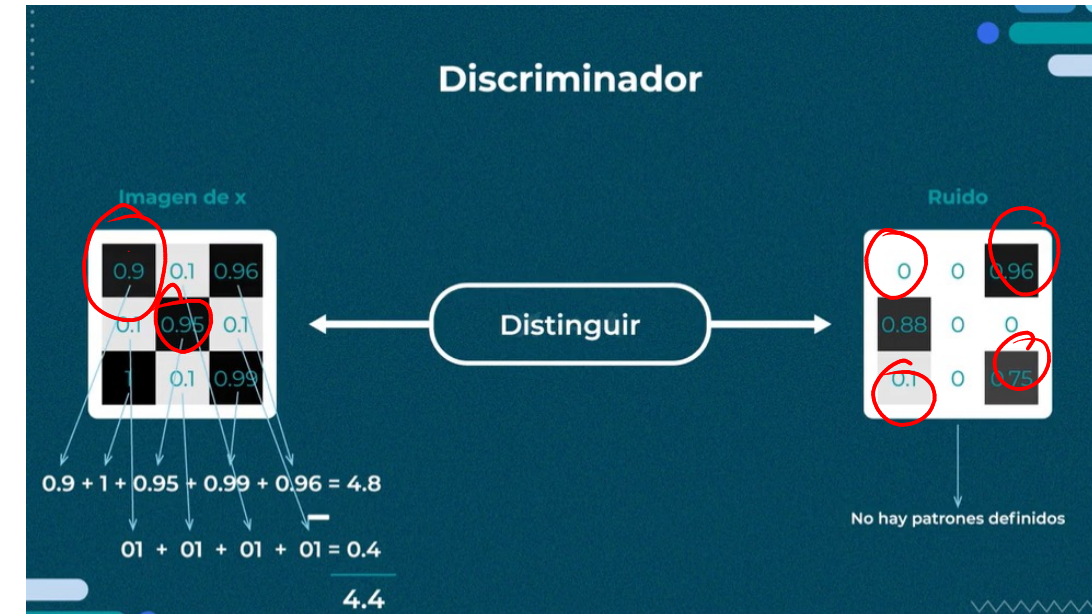 Discriminador
Imagen de x
Ruido
0.9 0.1 0.96
0.1 0.95 0.1
1 0.1 0.99
Distinguir
0 0 0.96
0.88 0 0
0.1 0 0.75
0.9 + 1 + 0.95 + 0.99 + 0.96 = 4.8
No hay patrones definidos
01 + 01 + 01 + 01 = 0.4
4.4